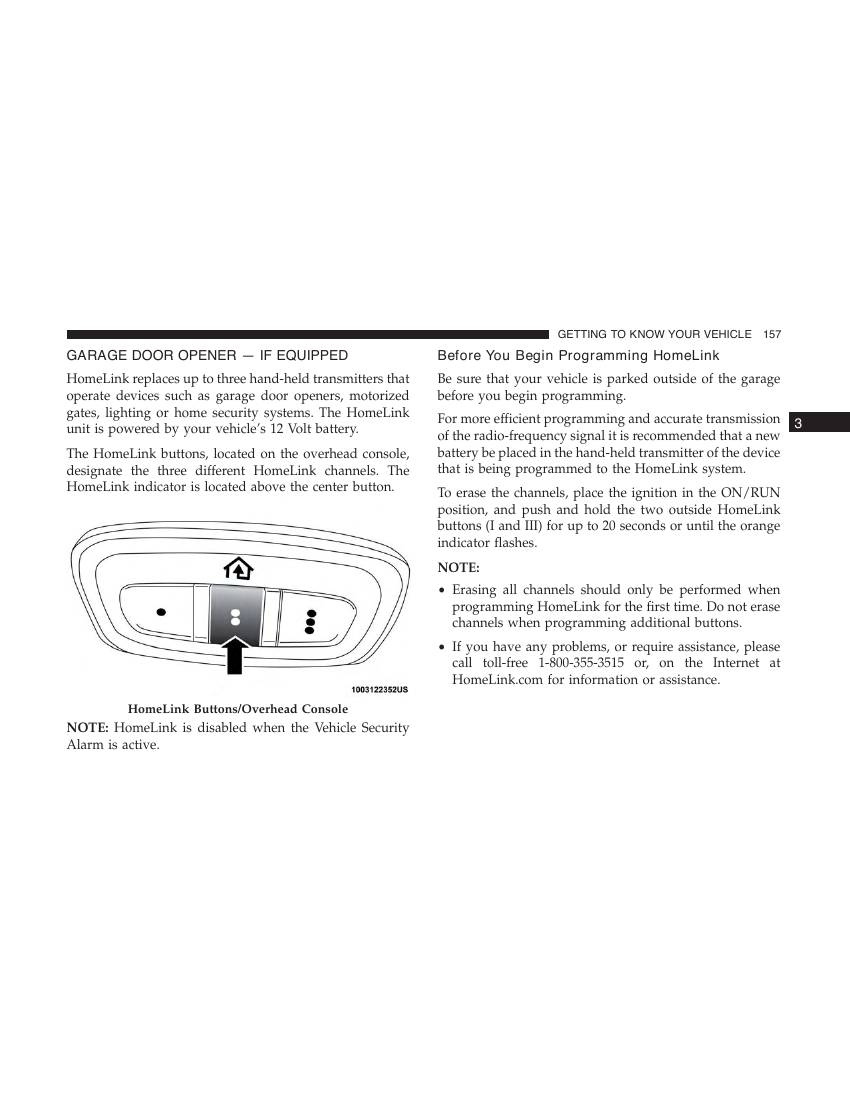 GETTING TO KNOW YOUR VEHICLE 157
GARAGE DOOR OPENER — IF EQUIPPED
HomeLink replaces up to three hand-held transmitters that
operate devices such as garage door openers, motorized
gates, lighting or home security systems. The HomeLink
unit is powered by your vehicle’s 12 Volt battery.
The HomeLink buttons, located on the overhead console,
designate the three different HomeLink channels. The
HomeLink indicator is located above the center button.
1003122352US
HomeLink Buttons/Overhead Console
NOTE: HomeLink is disabled when the Vehicle Security
Alarm is active.
Before You Begin Programming HomeLink
Be sure that your vehicle is parked outside of the garage
before you begin programming.
For more efficient programming and accurate transmission
of the radio-frequency signal it is recommended that a new
battery be placed in the hand-held transmitter of the device
that is being programmed to the HomeLink system.
To erase the channels, place the ignition in the ON/RUN
position, and push and hold the two outside HomeLink
buttons (I and III) for up to 20 seconds or until the orange
indicator flashes.
NOTE:
• Erasing all channels should only be performed when
programming HomeLink for the first time. Do not erase
channels when programming additional buttons.
• If you have any problems, or require assistance, please
call toll-free 1-800-355-3515 or, on the Internet at
HomeLink.com for information or assistance.
3